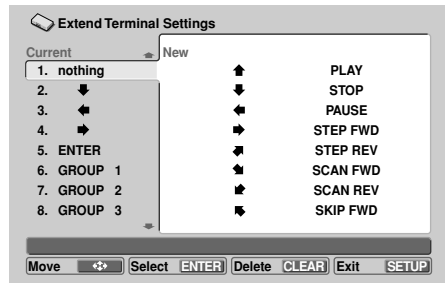 Extend Terminal Settings
Current New
1. nothing ⬆ PLAY
2. ⬇ ⬇ STOP
3. ⬅ ⬅ PAUSE
4. ➡ ➡ STEP FWD
5. ENTER ⬈ STEP REV
6. GROUP 1 ⬉ SCAN FWD
7. GROUP 2 ⬋ SCAN REV
8. GROUP 3 ⬉ SKIP FWD
Move Select ENTER Delete CLEAR Exit SETUP